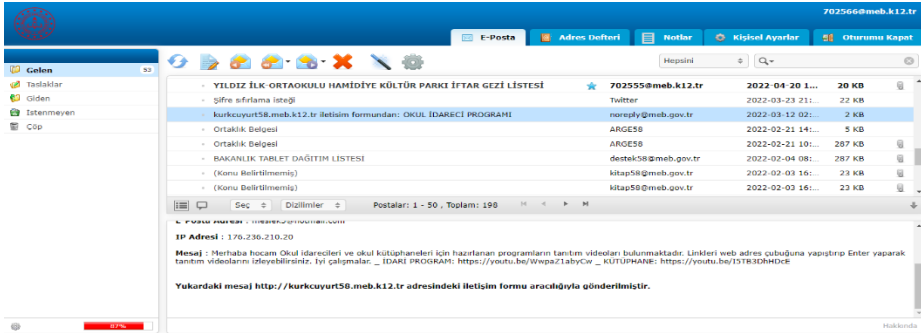 702566@meb.k12.tr
E-Posta
Adres Defteri
Notlar
Kişisel Ayarlar
Oturumu Kapat
Gelen 53
Taslaklar
Giden
İstenmeyen
Çöp
Hepsini
YILDIZ İLK-ORTAOKULU HAMİDİYE KÜLTÜR PARKI İFTAR GEZİ LİSTESİ 702555@meb.k12.tr 2022-04-20 1... 20 KB
Şifre sıfırlama isteği Twitter 2022-03-23 21:... 22 KB
kurkcuyurt58.meb.k12.tr iletisim formundan: OKUL İDARECİ PROGRAMI noreply@meb.gov.tr 2022-03-12 02:... 2 KB
Ortaklık Belgesi ARGE58 2022-02-21 14:... 5 KB
Ortaklık Belgesi ARGE58 2022-02-21 10:... 287 KB
BAKANLIK TABLET DAĞITIM LİSTESİ destek58@meb.gov.tr 2022-02-04 08:... 287 KB
(Konu Belirtilmemiş) kitap58@meb.gov.tr 2022-02-03 16:... 23 KB
(Konu Belirtilmemiş) kitap58@meb.gov.tr 2022-02-03 16:... 23 KB
Seç Dizilimler Postalar: 1 - 50 , Toplam: 198
E-Posta Adresi :
IP Adresi : 176.236.210.20
Mesaj : Merhaba hocam Okul idarecileri ve okul kütüphaneleri için hazırlanan programların tanıtım videoları bulunmaktadır. Linkleri web adres çubuğuna yapıştırıp Enter yaparak
tanıtım videolarını izleyebilirsiniz. İyi çalışmalar. _ İDARİ PROGRAM: https://youtu.be/WwpaZ1abyCw _ KÜTÜPHANE: https://youtu.be/I5TB3DhHDcE
Yukardaki mesaj http://kurkcuyurt58.meb.k12.tr adresindeki iletişim formu aracılığıyla gönderilmiştir.
87%
Hakkında